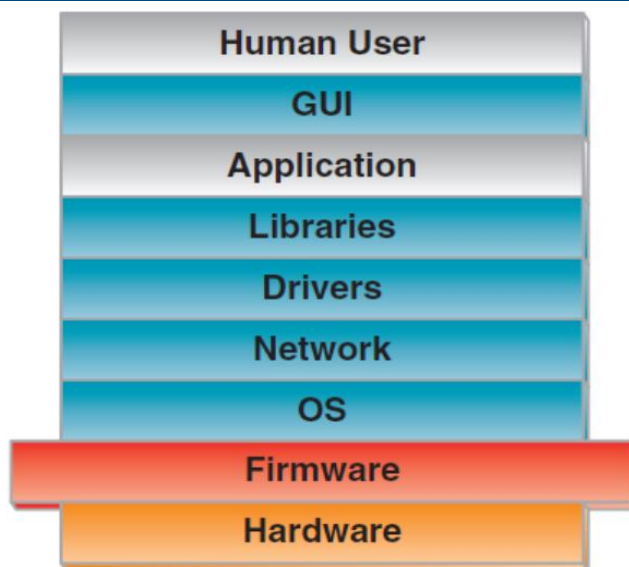 Human User
GUI
Application
Libraries
Drivers
Network
OS
Firmware
Hardware